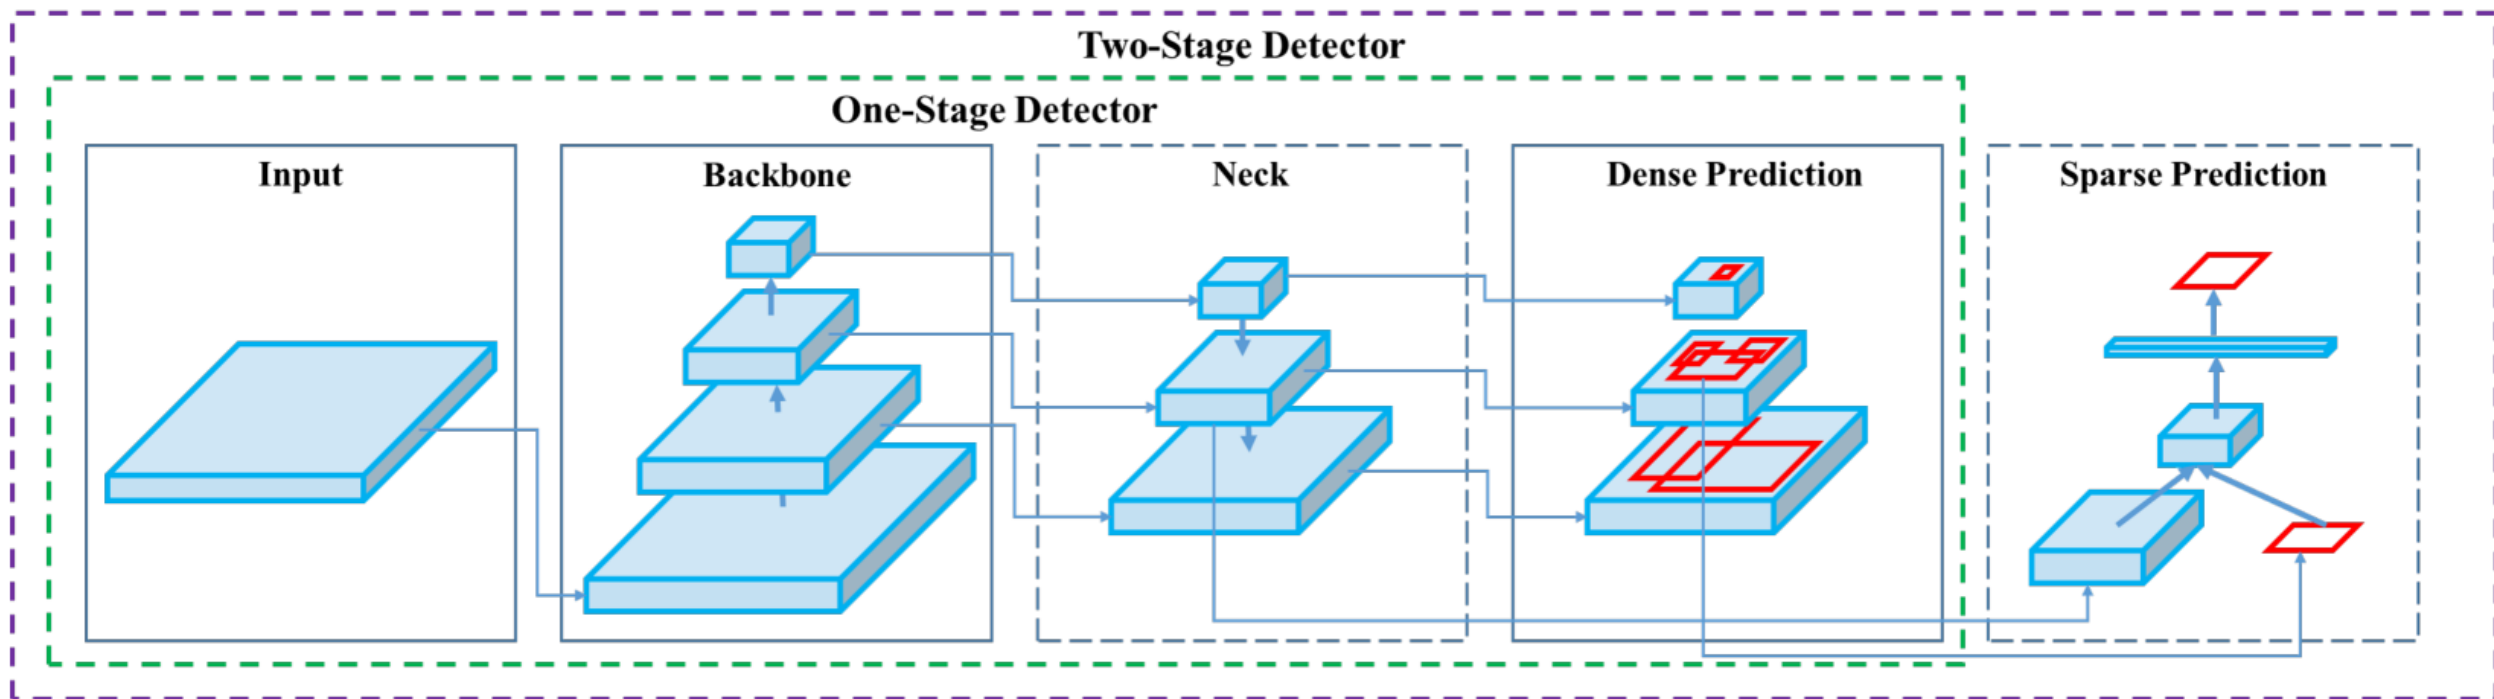 Two-Stage Detector
One-Stage Detector
Input
Backbone
Neck
Dense Prediction
Sparse Prediction